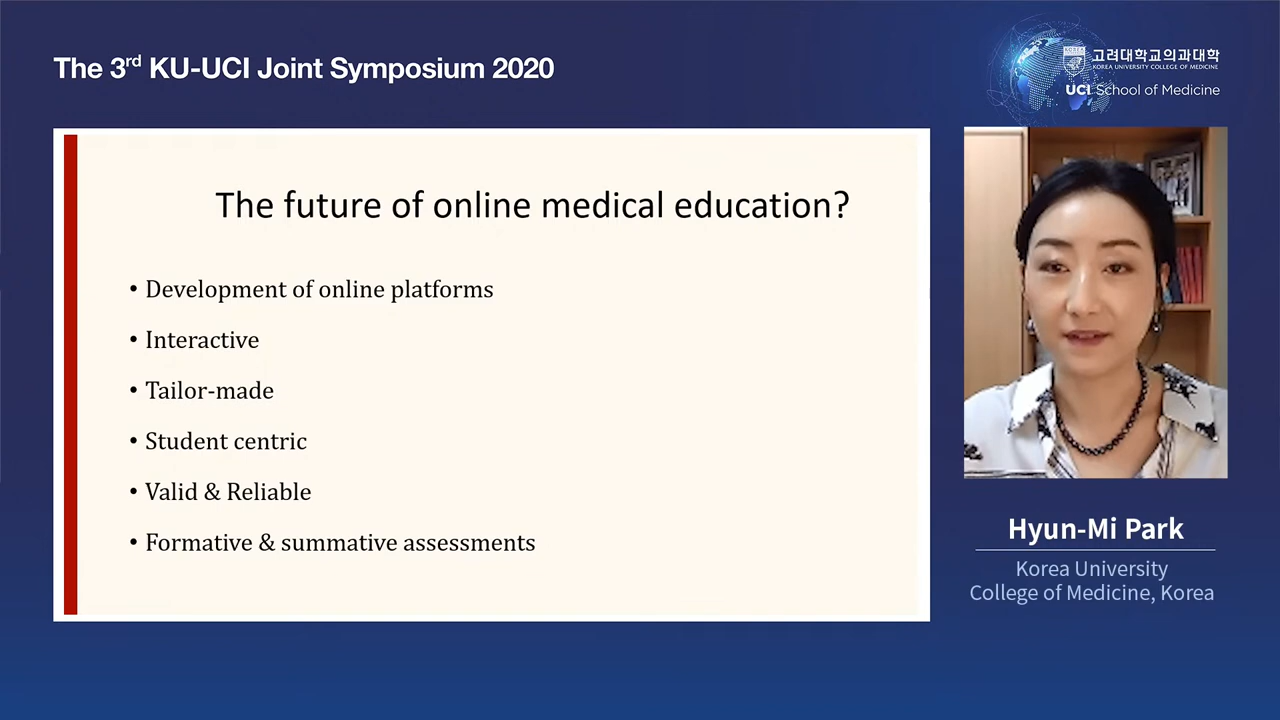 The 3rd KU-UCI Joint Symposium 2020
고려대학교의과대학
KOREA UNIVERSITY COLLEGE OF MEDICINE
UCI School of Medicine
The future of online medical education?
• Development of online platforms
• Interactive
• Tailor-made
• Student centric
• Valid & Reliable
• Formative & summative assessments
Hyun-Mi Park
Korea University
College of Medicine, Korea